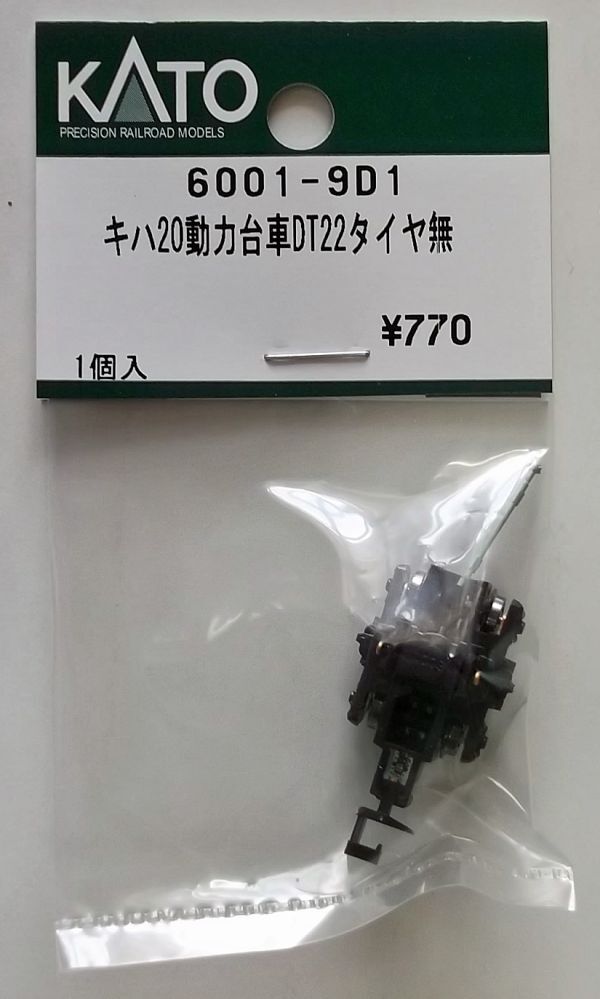 KATO
PRECISION RAILROAD MODELS
6001-9D1
キハ20動力台車DT22タイヤ無
¥770
1個入